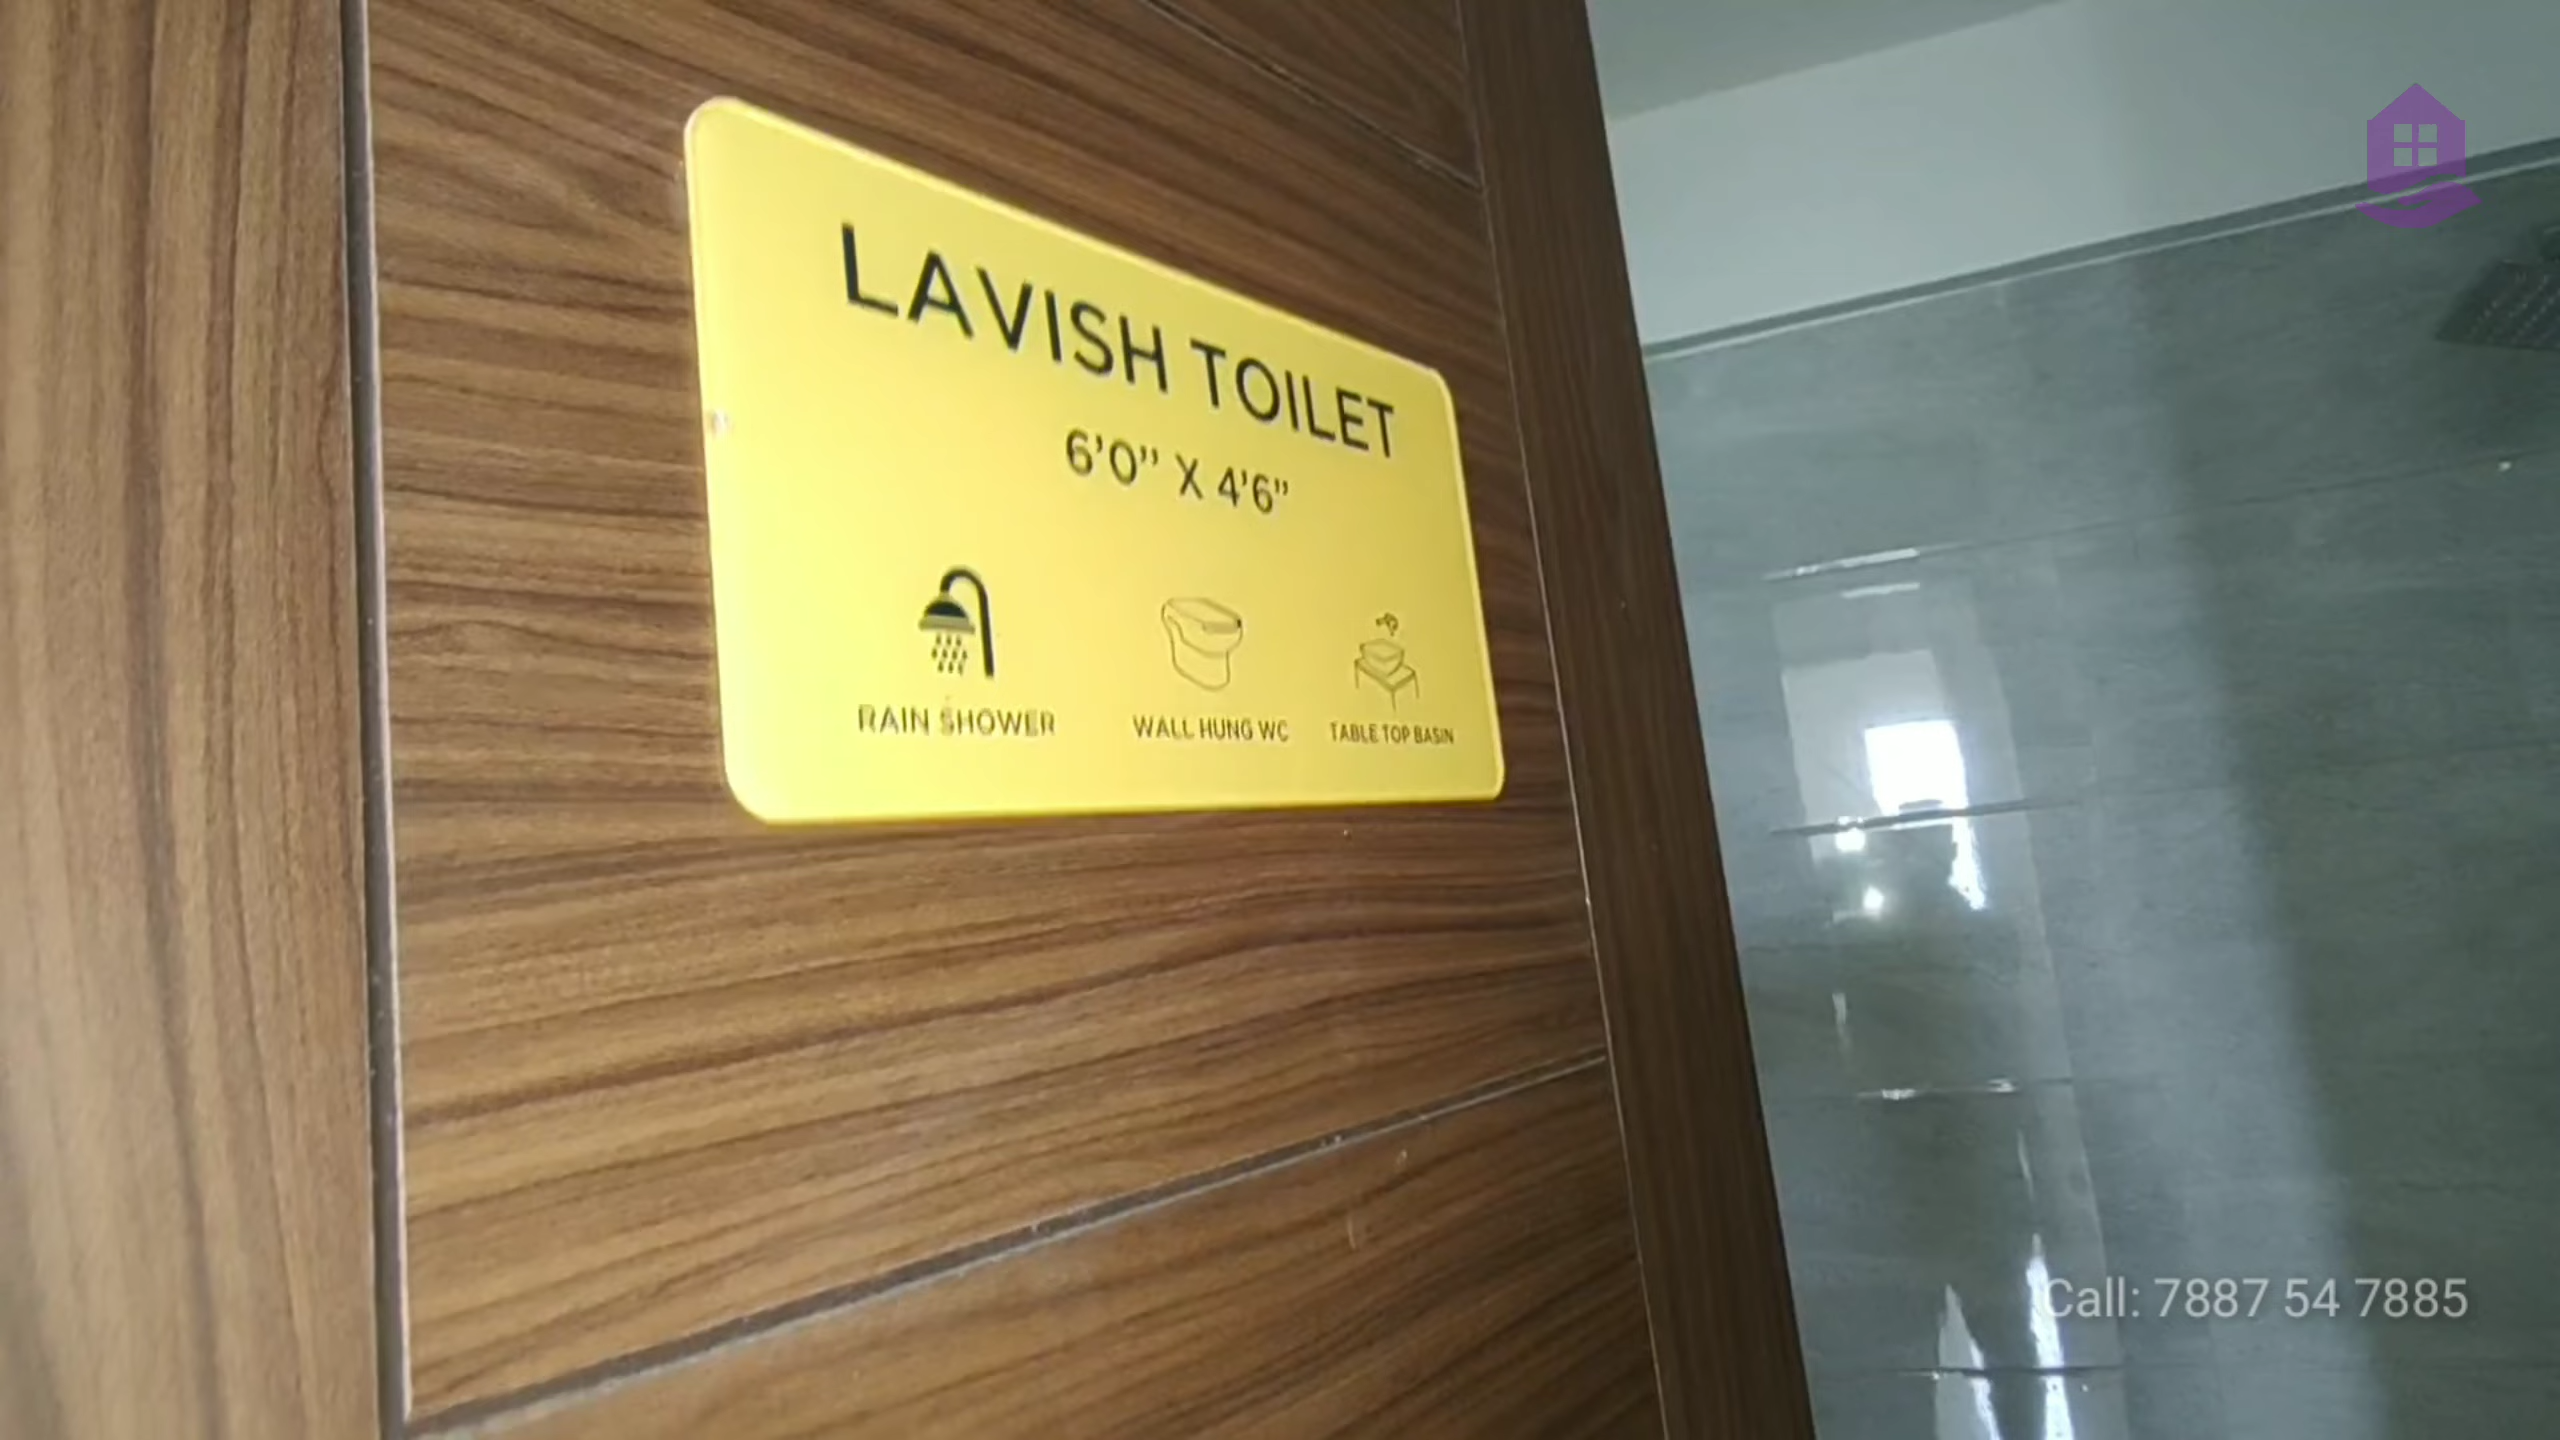 LAVISH TOILET
6’0” X 4’6”
RAIN SHOWER
WALL HUNG WC
TABLE TOP BASIN
Call: 7887 54 7885